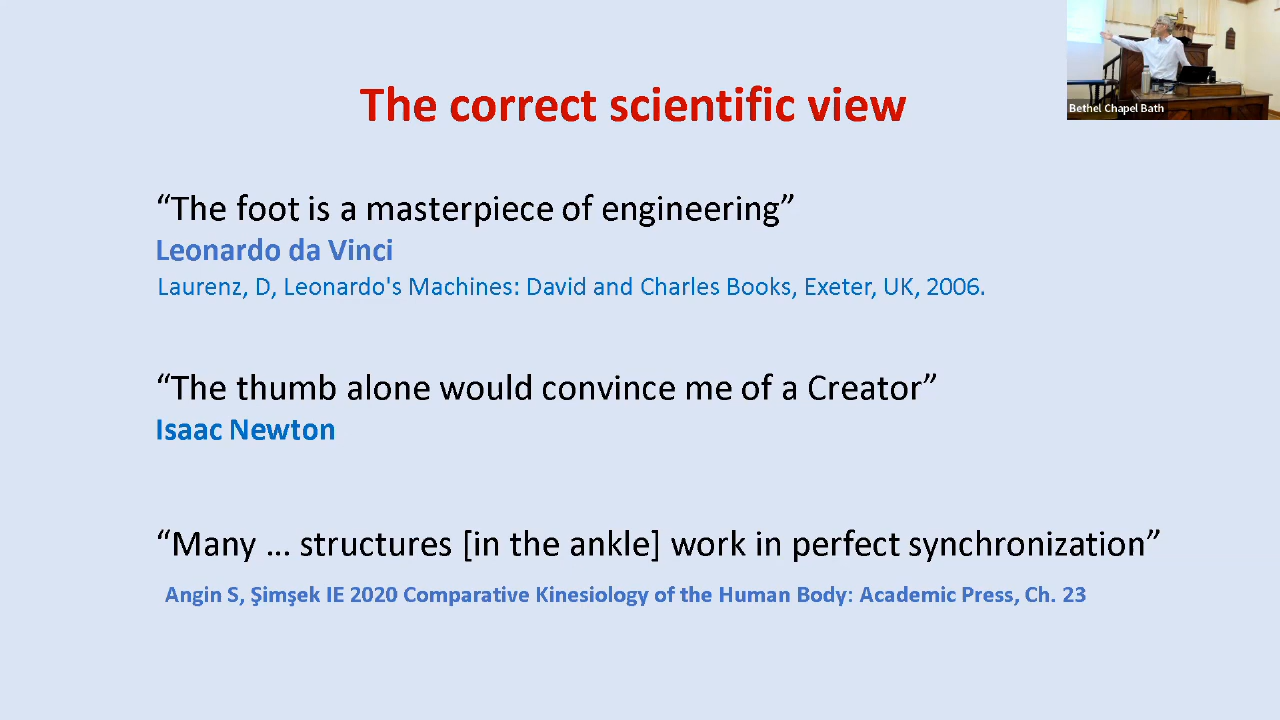 Bethel Chapel Bath
The correct scientific view
“The foot is a masterpiece of engineering”
Leonardo da Vinci
Laurenz, D, Leonardo's Machines: David and Charles Books, Exeter, UK, 2006.
“The thumb alone would convince me of a Creator”
Isaac Newton
“Many ... structures [in the ankle] work in perfect synchronization”
Angin S, Şimşek IE 2020 Comparative Kinesiology of the Human Body: Academic Press, Ch. 23